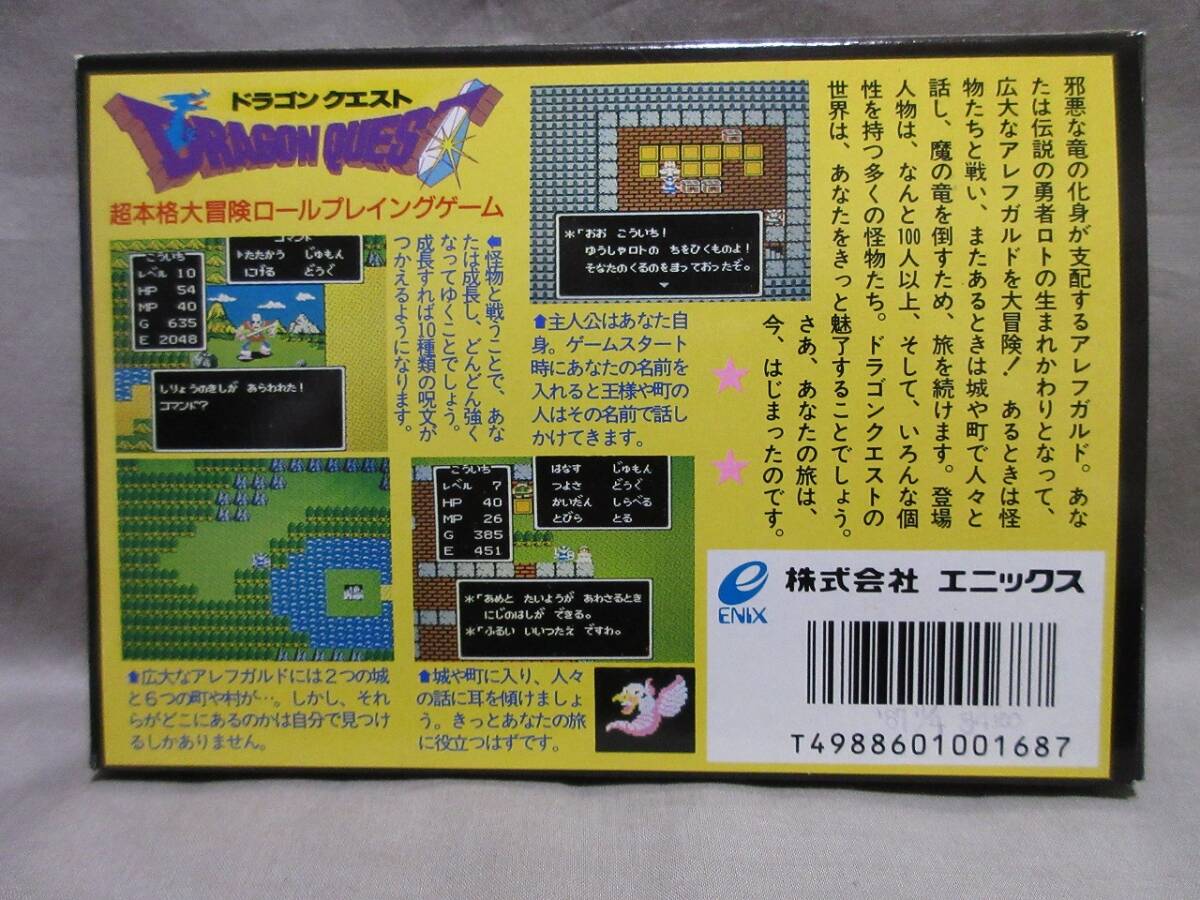 ドラゴン クエスト
DRAGON QUEST
超本格大冒険ロールプレイングゲーム
邪悪な竜の化身が支配するアレフガルド。あな
たは伝説の勇者ロトの生まれかわりとなって、
広大なアレフガルドを大冒険! あるときは怪
物たちと戦い、またあるときは城や町で人々と
話し、魔の竜を倒すため、旅を続けます。登場
人物は、なんと100人以上、そして、いろんな個
性を持つ多くの怪物たち。ドラゴンクエストの
世界は、あなたをきっと魅了することでしょう。
さあ、あなたの旅は、
今、はじまったのです。
*「おお こういち!
ゆうしゃロトの ちをひくものよ!
そなたのくるのをまっておったぞ。
⬆主人公はあなた自
身。ゲームスタート
時にあなたの名前を
入れると王様や町の
人はその名前で話し
かけてきます。
こういち
レベル 10
HP 54
MP 40
G 635
E 2048
コマンド
たたかう じゅもん
にげる どうぐ
しりょうのきしが あらわれた!
コマンド?
⬅怪物と戦うことで、あな
たは成長し、どんどん強く
なってゆくことでしょう。
成長すれば10種類の呪文が
つかえるようになります。
⬆広大なアレフガルドには2つの城
と6つの町や村が…。しかし、それ
らがどこにあるのかは自分で見つけ
るしかありません。
こういち
レベル 7
HP 40
MP 26
G 385
E 451
はなす じゅもん
つよさ どうぐ
かいだん しらべる
とびら とる
*「あめと たいようが あわさるとき
にじのはしが できる。
*「ふるい いいつたえ ですわ。
⬆城や町に入り、人々
の話に耳を傾けましょ
う。きっとあなたの旅
に役立つはずです。
ENIX
株式会社 エニックス
T4988601001687